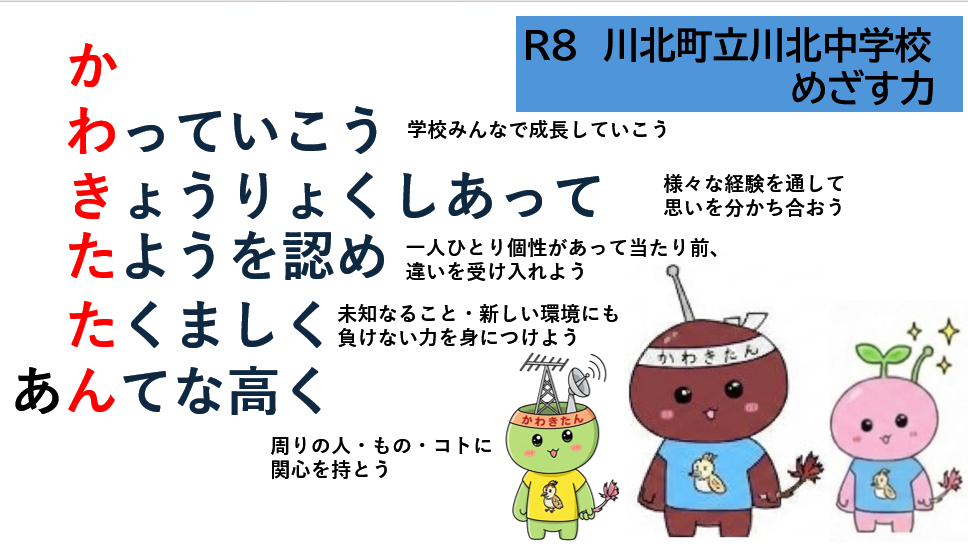 R8 川北町立川北中学校
めざす力
か
わっていこう
学校みんなで成長していこう
きょうりょくしあって
様々な経験を通して
思いを分かち合おう
たようを認め
一人ひとり個性があって当たり前、
違いを受け入れよう
たくましく
未知なること・新しい環境にも
負けない力を身につけよう
あんてな高く
周りの人・もの・コトに
関心を持とう
かわきたん
かわきたん